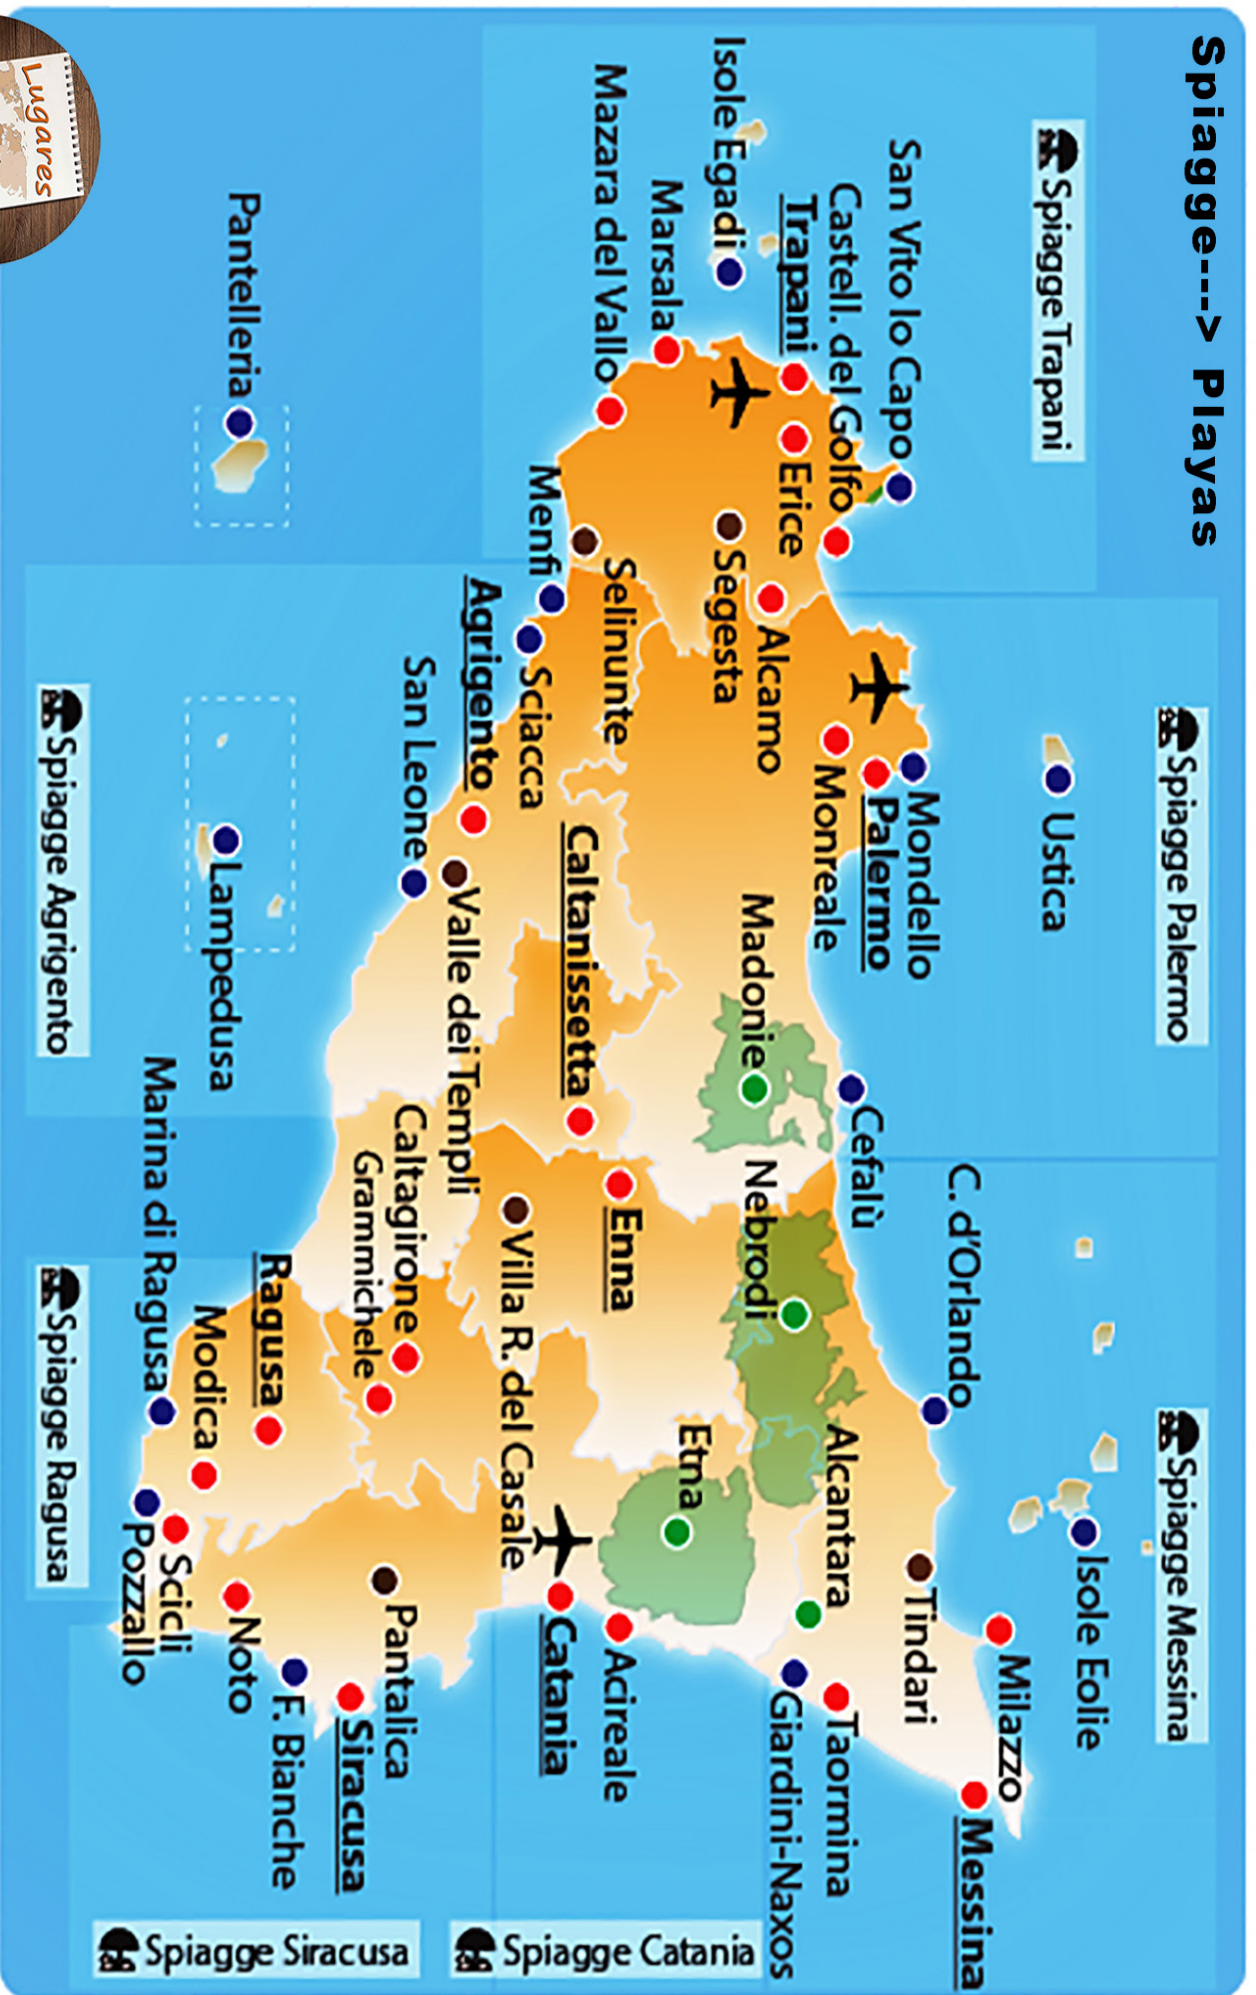 Spiagge---> Playas
Spiagge Trapani
Spiagge Palermo
Spiagge Messina
San Vito lo Capo
Castell. del Golfo
Trapani
Erice
Isole Egadi
Marsala
Mazara del Vallo
Segesta
Alcamo
Selinunte
Menfi
Sciacca
Ustica
Mondello
Palermo
Monreale
Madonie
Cefalù
Nebrodi
C. d'Orlando
Isole Eolie
Milazzo
Messina
Tindari
Alcantara
Taormina
Giardini-Naxos
Etna
Acireale
Catania
Enna
Caltanissetta
Villa R. del Casale
Agrigento
San Leone
Valle dei Templi
Caltagirone
Grammichele
Pantalica
Siracusa
F. Bianche
Noto
Ragusa
Modica
Scicli
Pozzallo
Marina di Ragusa
Pantelleria
Lampedusa
Spiagge Agrigento
Spiagge Ragusa
Spiagge Siracusa
Spiagge Catania
Lugares